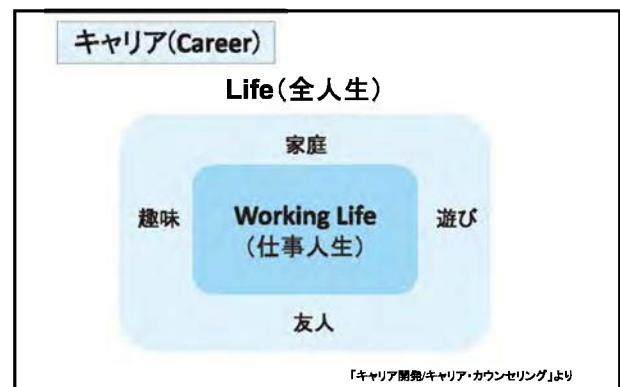 キャリア(Career)
Life(全人生)
家庭
趣味
Working Life
(仕事人生)
遊び
友人
「キャリア開発/キャリア・カウンセリング」より